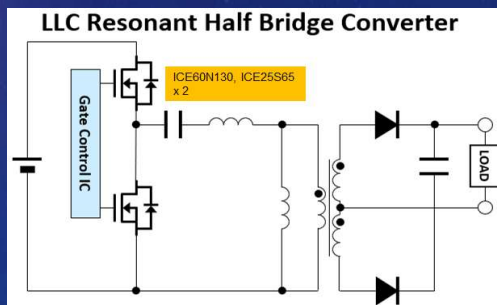 LLC Resonant Half Bridge Converter
ICE60N130, ICE25S65
x 2
Gate Control IC
LOAD